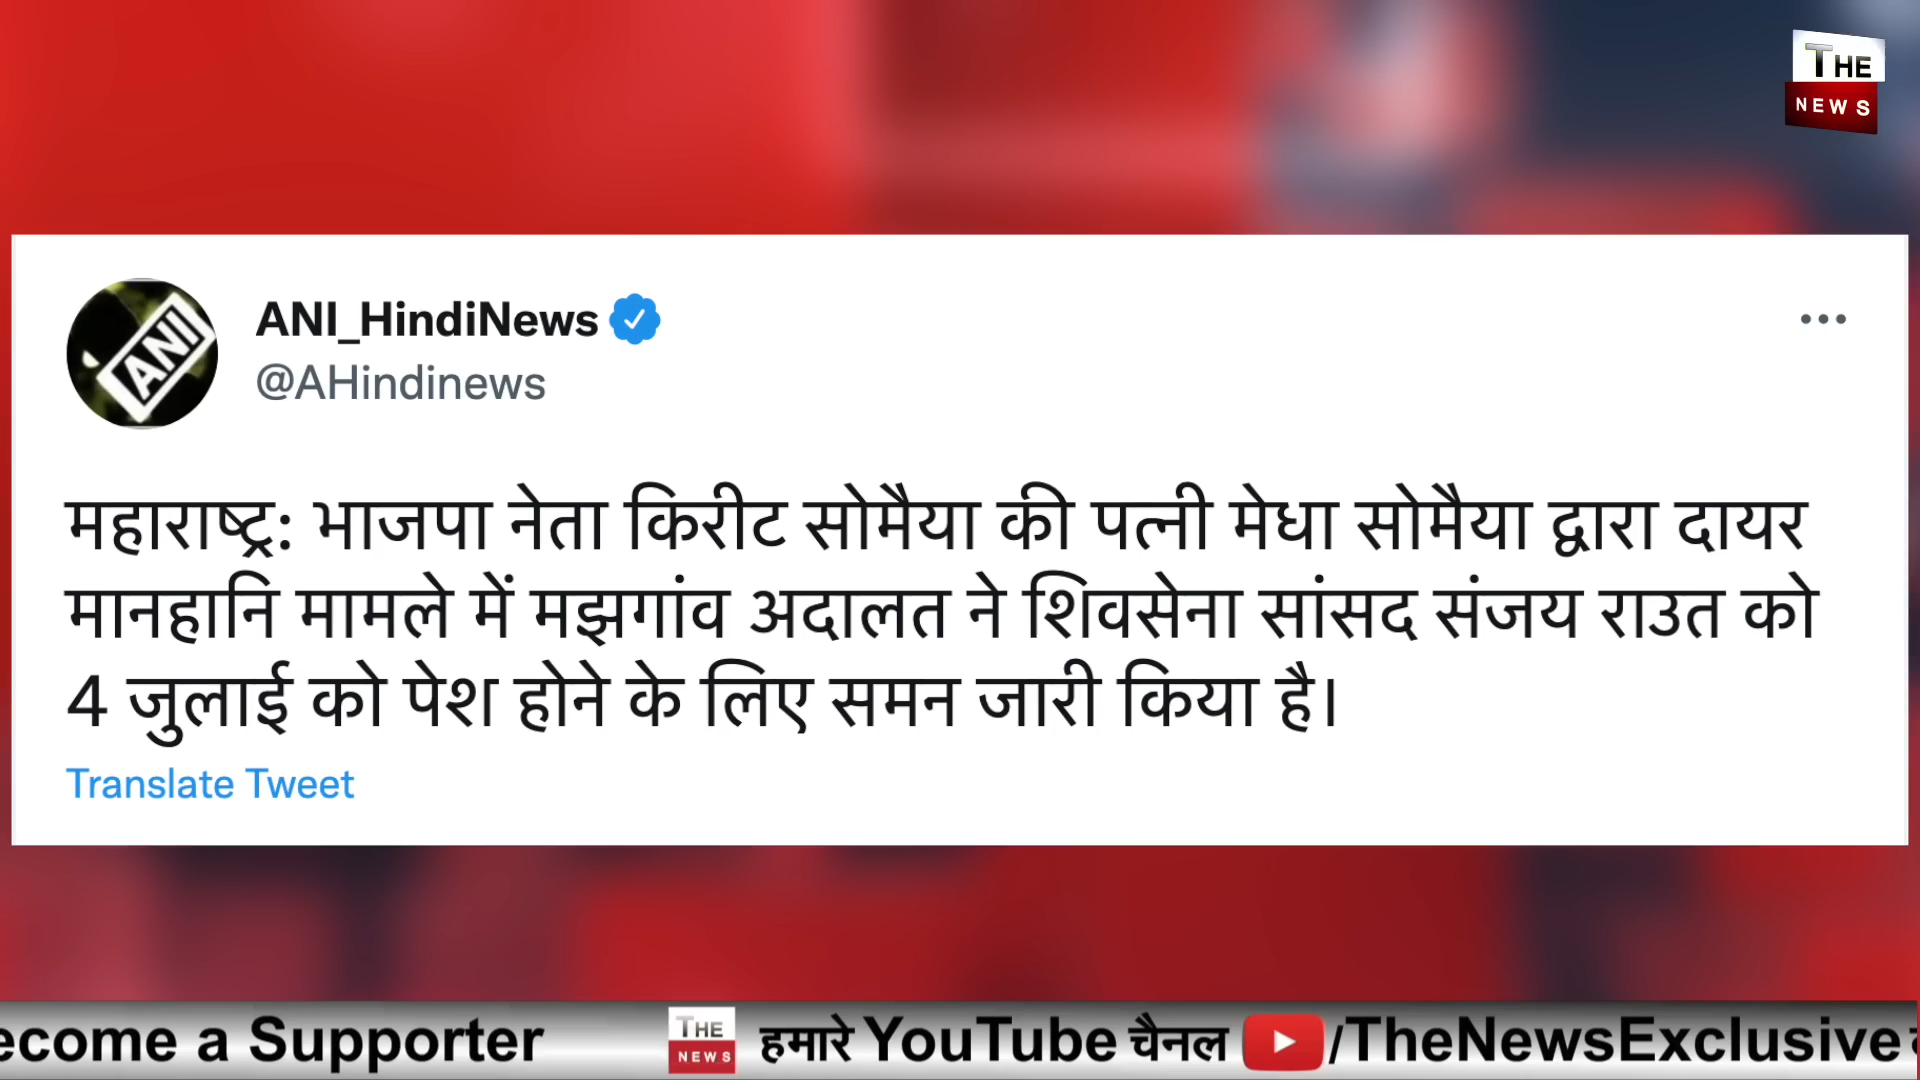 THE
NEWS
ANI
ANI_HindiNews
@AHindinews
महाराष्ट्र: भाजपा नेता किरीट सोमैया की पत्नी मेधा सोमैया द्वारा दायर
मानहानि मामले में मझगांव अदालत ने शिवसेना सांसद संजय राउत को
4 जुलाई को पेश होने के लिए समन जारी किया है।
Translate Tweet
ecome a Supporter THE NEWS हमारे YouTube चैनल /TheNewsExclusive